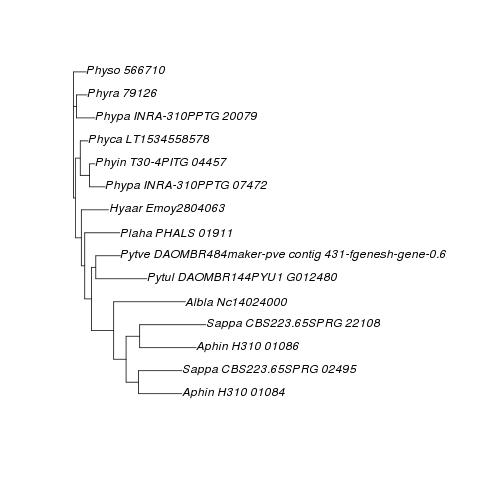 Physo 566710
Phyra 79126
Phypa INRA-310PPTG 20079
Phyca LT1534558578
Phyin T30-4PITG 04457
Phypa INRA-310PPTG 07472
Hyaar Emoy2804063
Plaha PHALS 01911
Pytve DAOMBR484maker-pve contig 431-fgenesh-gene-0.6
Pytul DAOMBR144PYU1 G012480
Albla Nc14024000
Sappa CBS223.65SPRG 22108
Aphin H310 01086
Sappa CBS223.65SPRG 02495
Aphin H310 01084